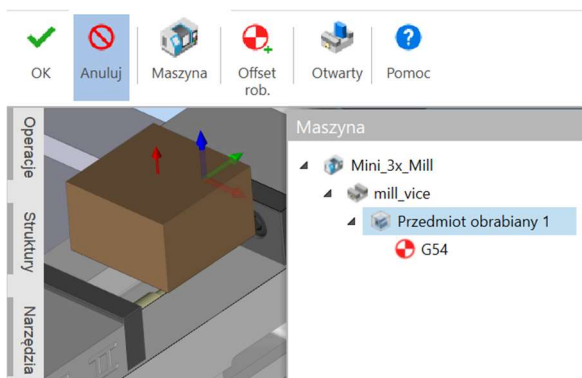 OK
Anuluj
Maszyna
Offset
rob.
Otwarty
Pomoc
Operacje
Struktury
Narzędzia
Maszyna
Mini_3x_Mill
mill_vice
Przedmiot obrabiany 1
G54